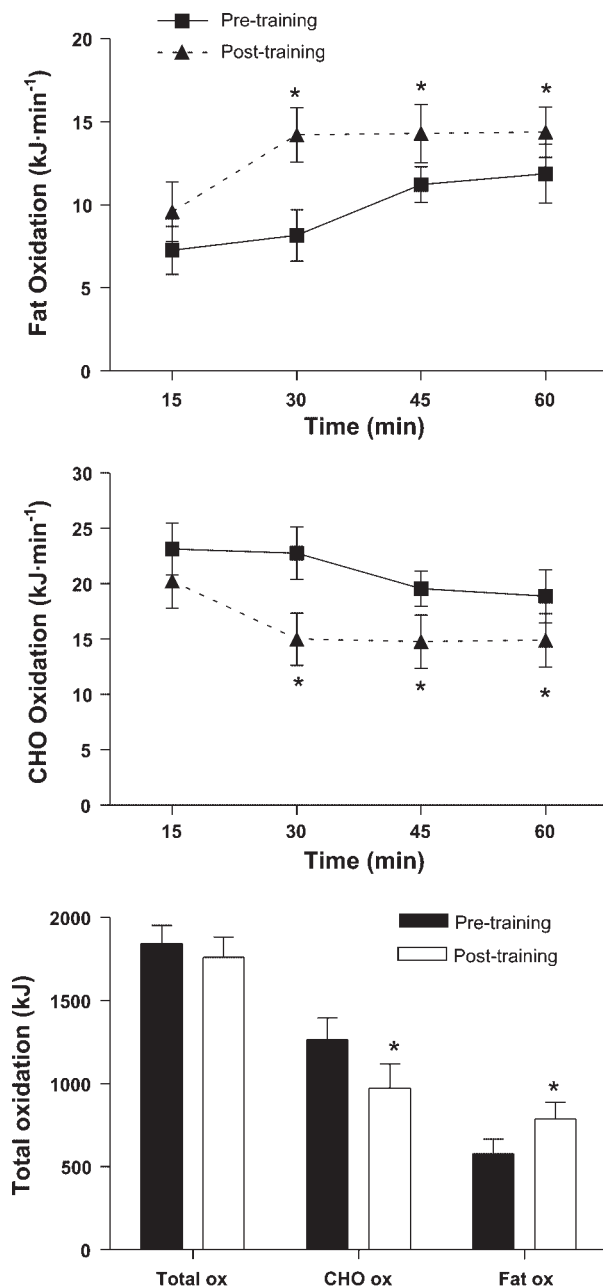 Pre-training
Post-training
Fat Oxidation (kJ·min⁻¹)
20
15
10
5
0
*
*
*
15 30 45 60
Time (min)
CHO Oxidation (kJ·min⁻¹)
30
25
20
15
10
5
0
*
*
*
15 30 45 60
Time (min)
Total oxidation (kJ)
2000
1500
1000
500
0
Pre-training
Post-training
*
*
Total ox CHO ox Fat ox